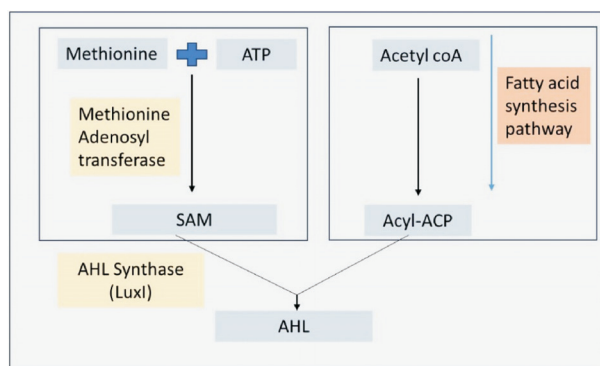 Methionine
ATP
Methionine
Adenosyl
transferase
SAM
Acetyl coA
Fatty acid
synthesis
pathway
Acyl-ACP
AHL Synthase
(LuxI)
AHL